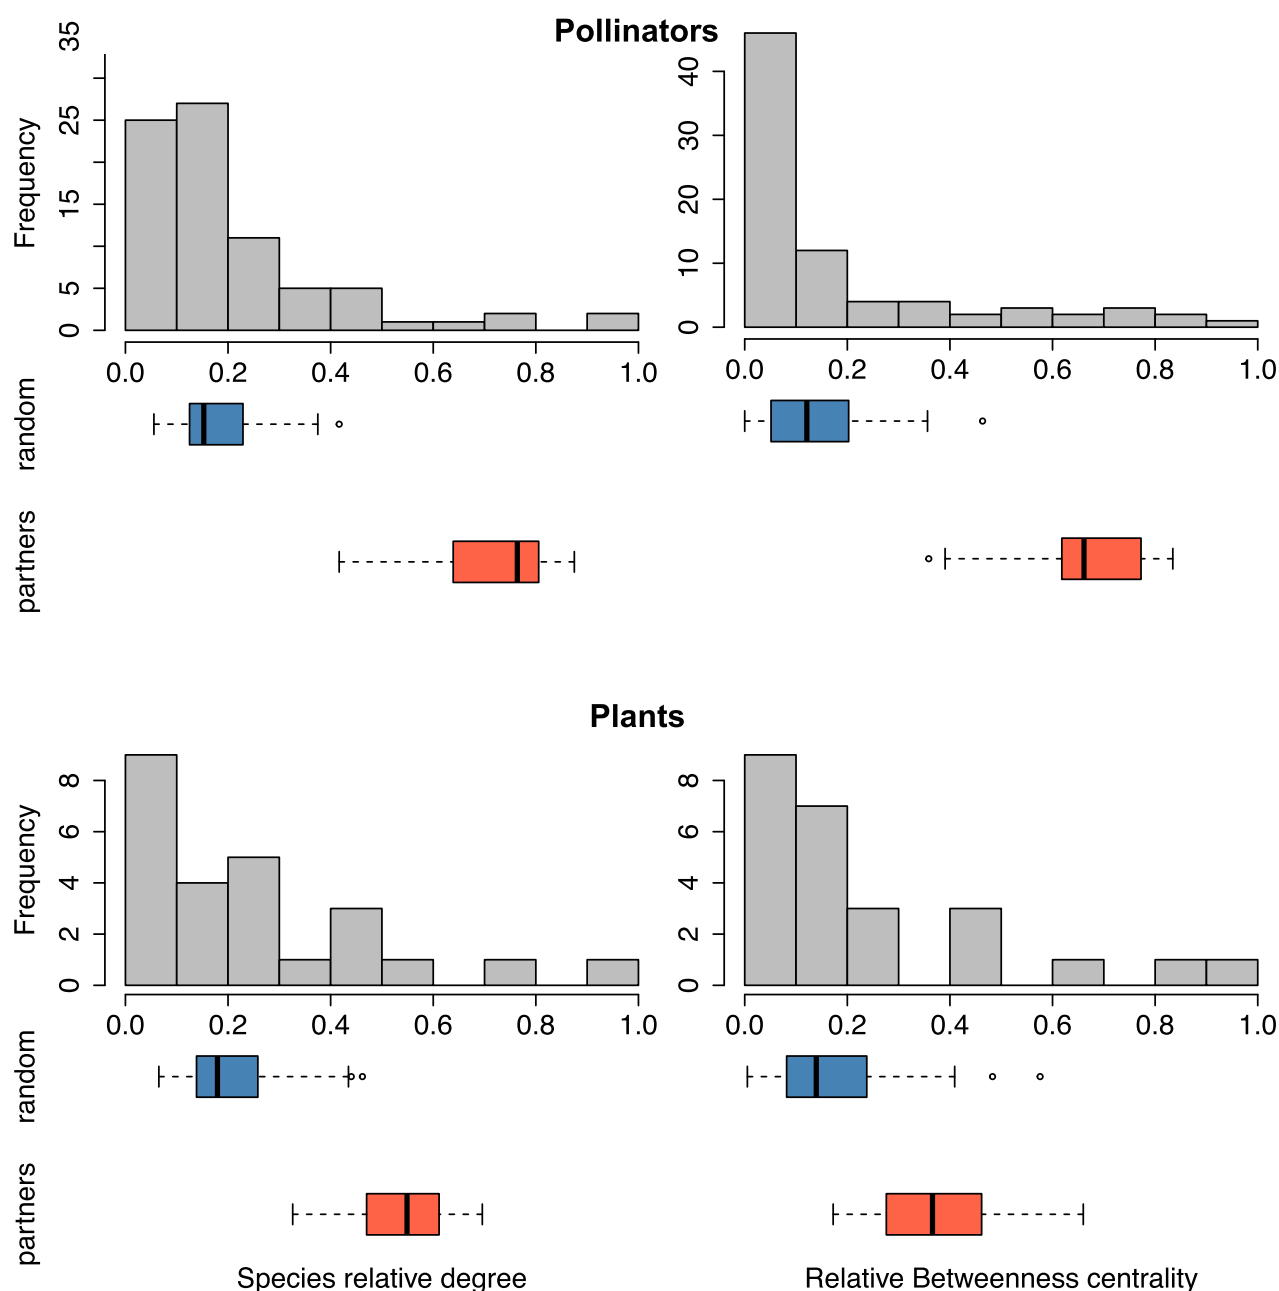 Pollinators
Frequency
0 5 15 25 35
0.0 0.2 0.4 0.6 0.8 1.0
0 10 20 30 40
0.0 0.2 0.4 0.6 0.8 1.0
random
partners
Plants
Frequency
0 2 4 6 8
0.0 0.2 0.4 0.6 0.8 1.0
0 2 4 6 8
0.0 0.2 0.4 0.6 0.8 1.0
random
partners
Species relative degree
Relative Betweenness centrality